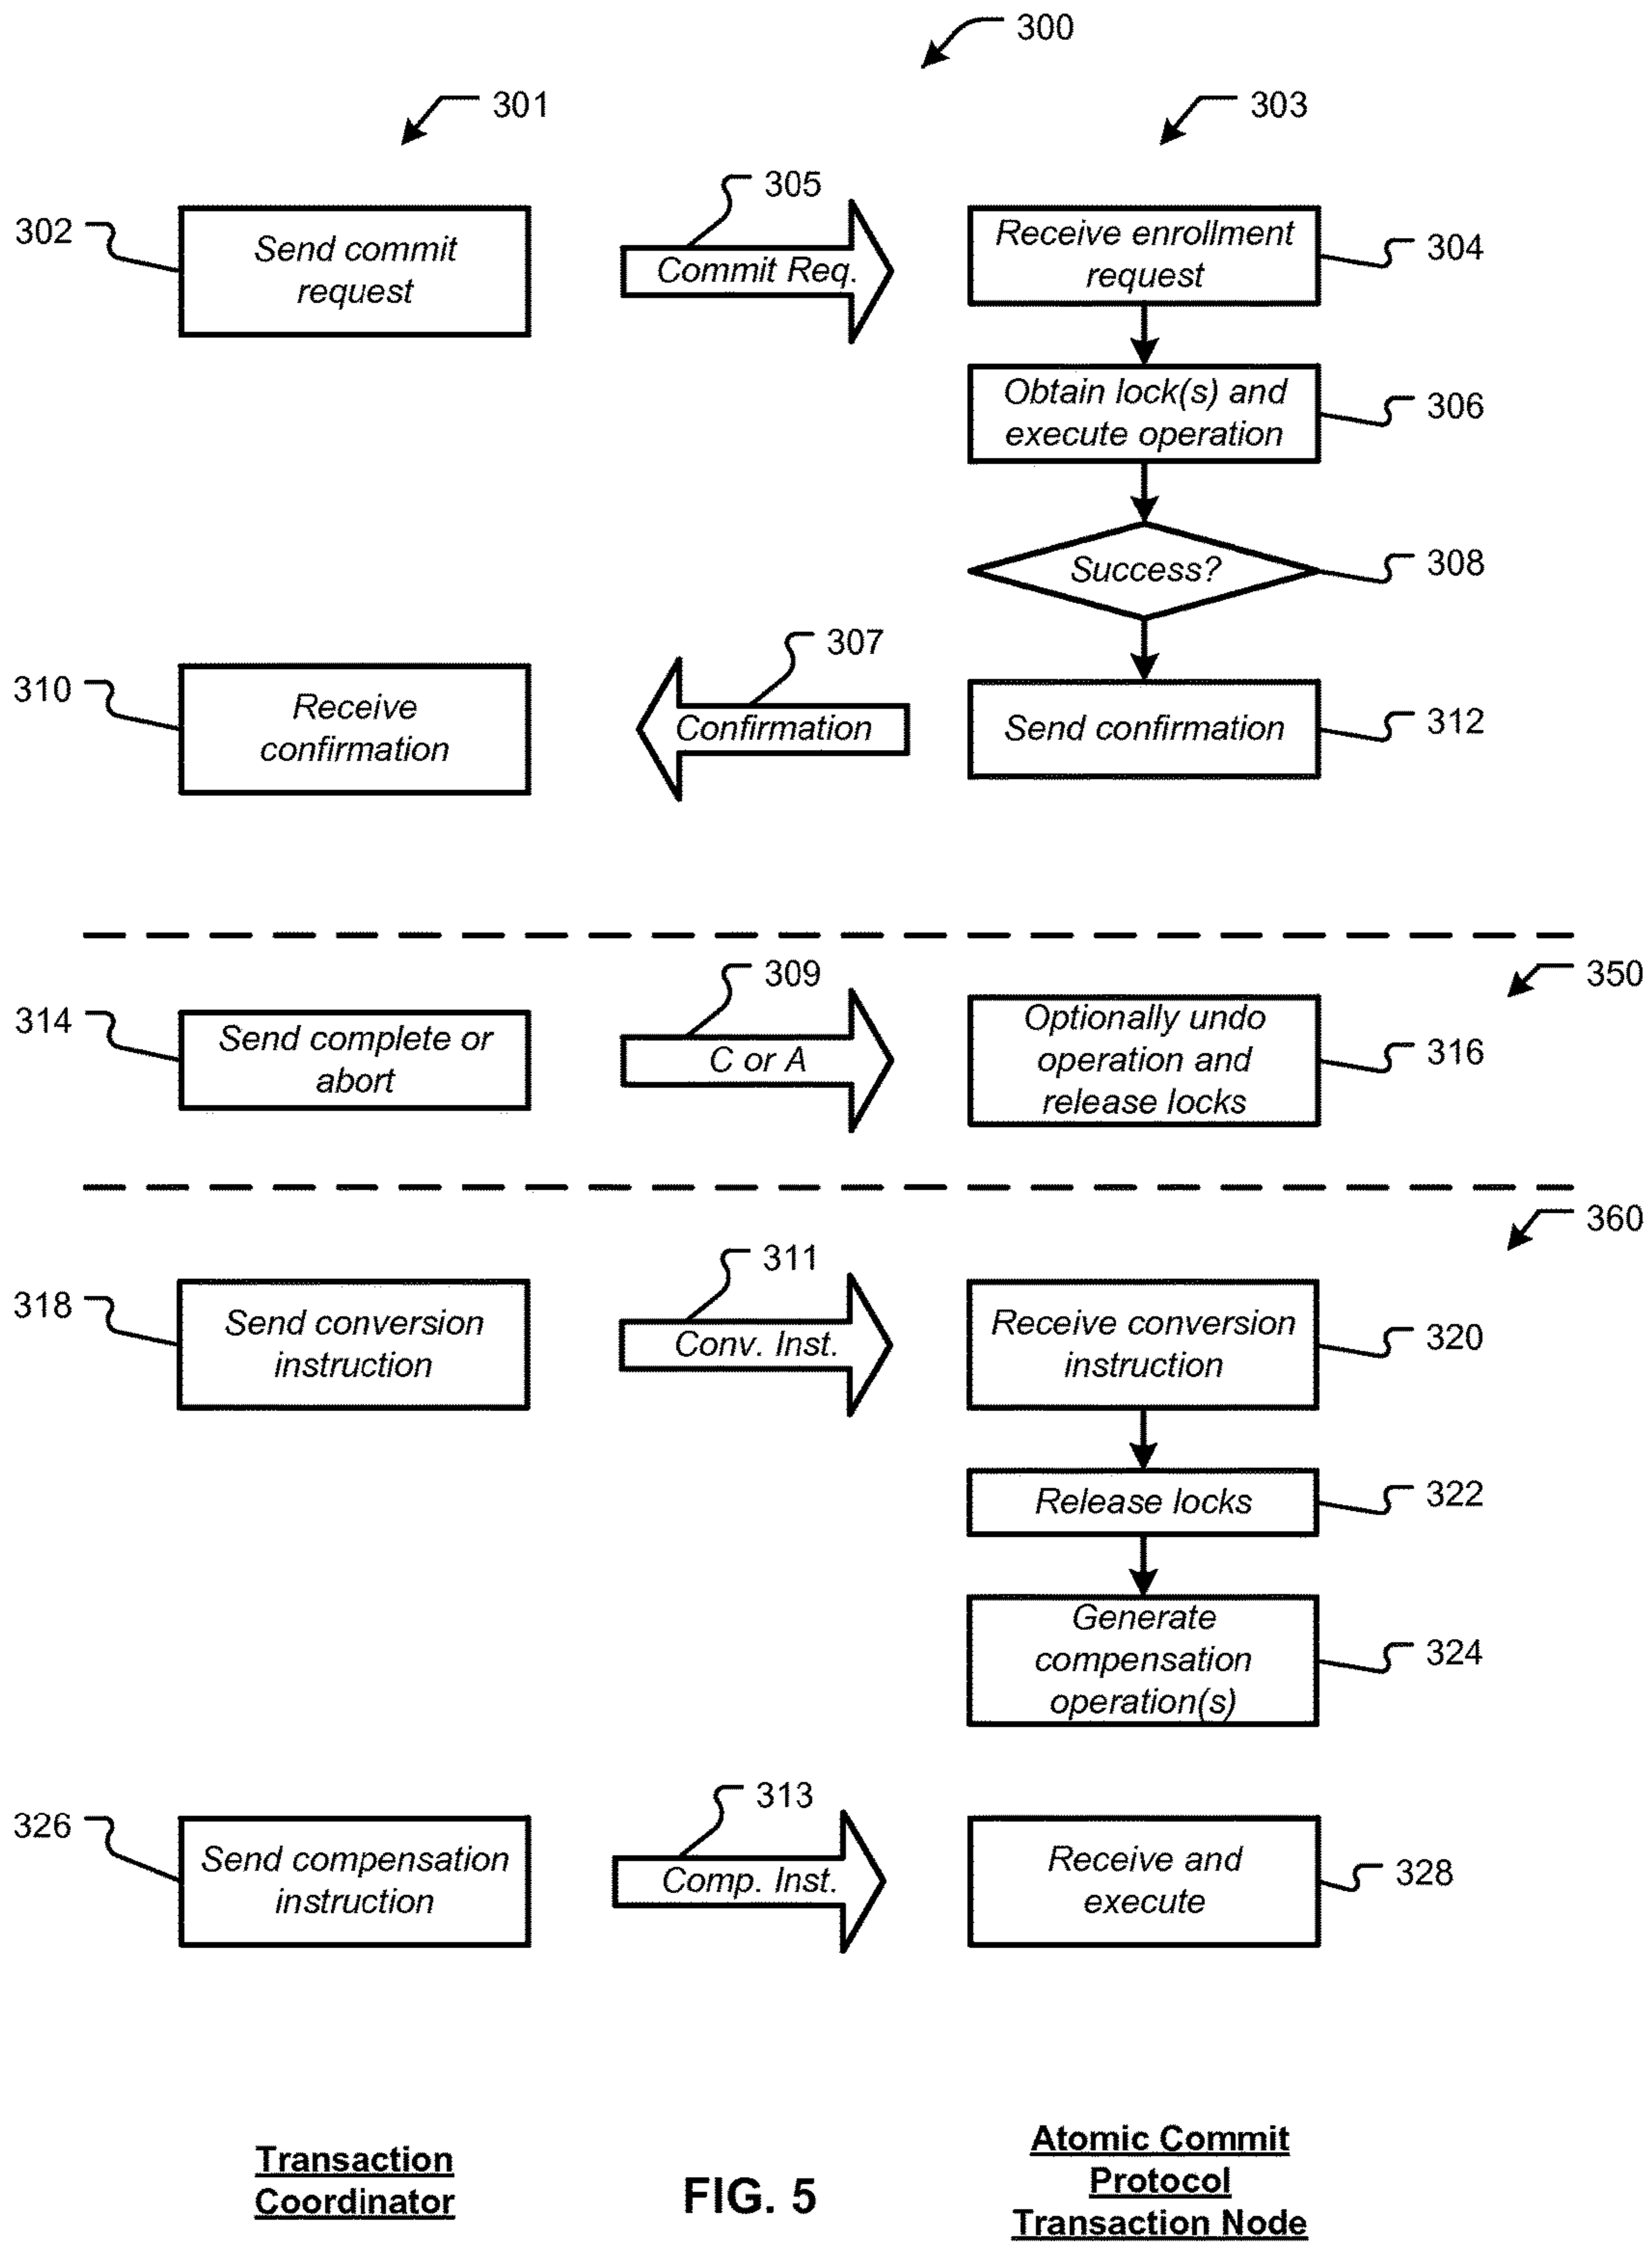 300
301
303
305
302
Send commit
request
Commit Req.
Receive enrollment
request
304
Obtain lock(s) and
execute operation
306
Success?
308
307
310
Receive
confirmation
Confirmation
Send confirmation
312
309
350
314
Send complete or
abort
C or A
Optionally undo
operation and
release locks
316
360
311
318
Send conversion
instruction
Conv. Inst.
Receive conversion
instruction
320
Release locks
322
Generate
compensation
operation(s)
324
313
326
Send compensation
instruction
Comp. Inst.
Receive and
execute
328
Transaction
Coordinator
FIG. 5
Atomic Commit
Protocol
Transaction Node